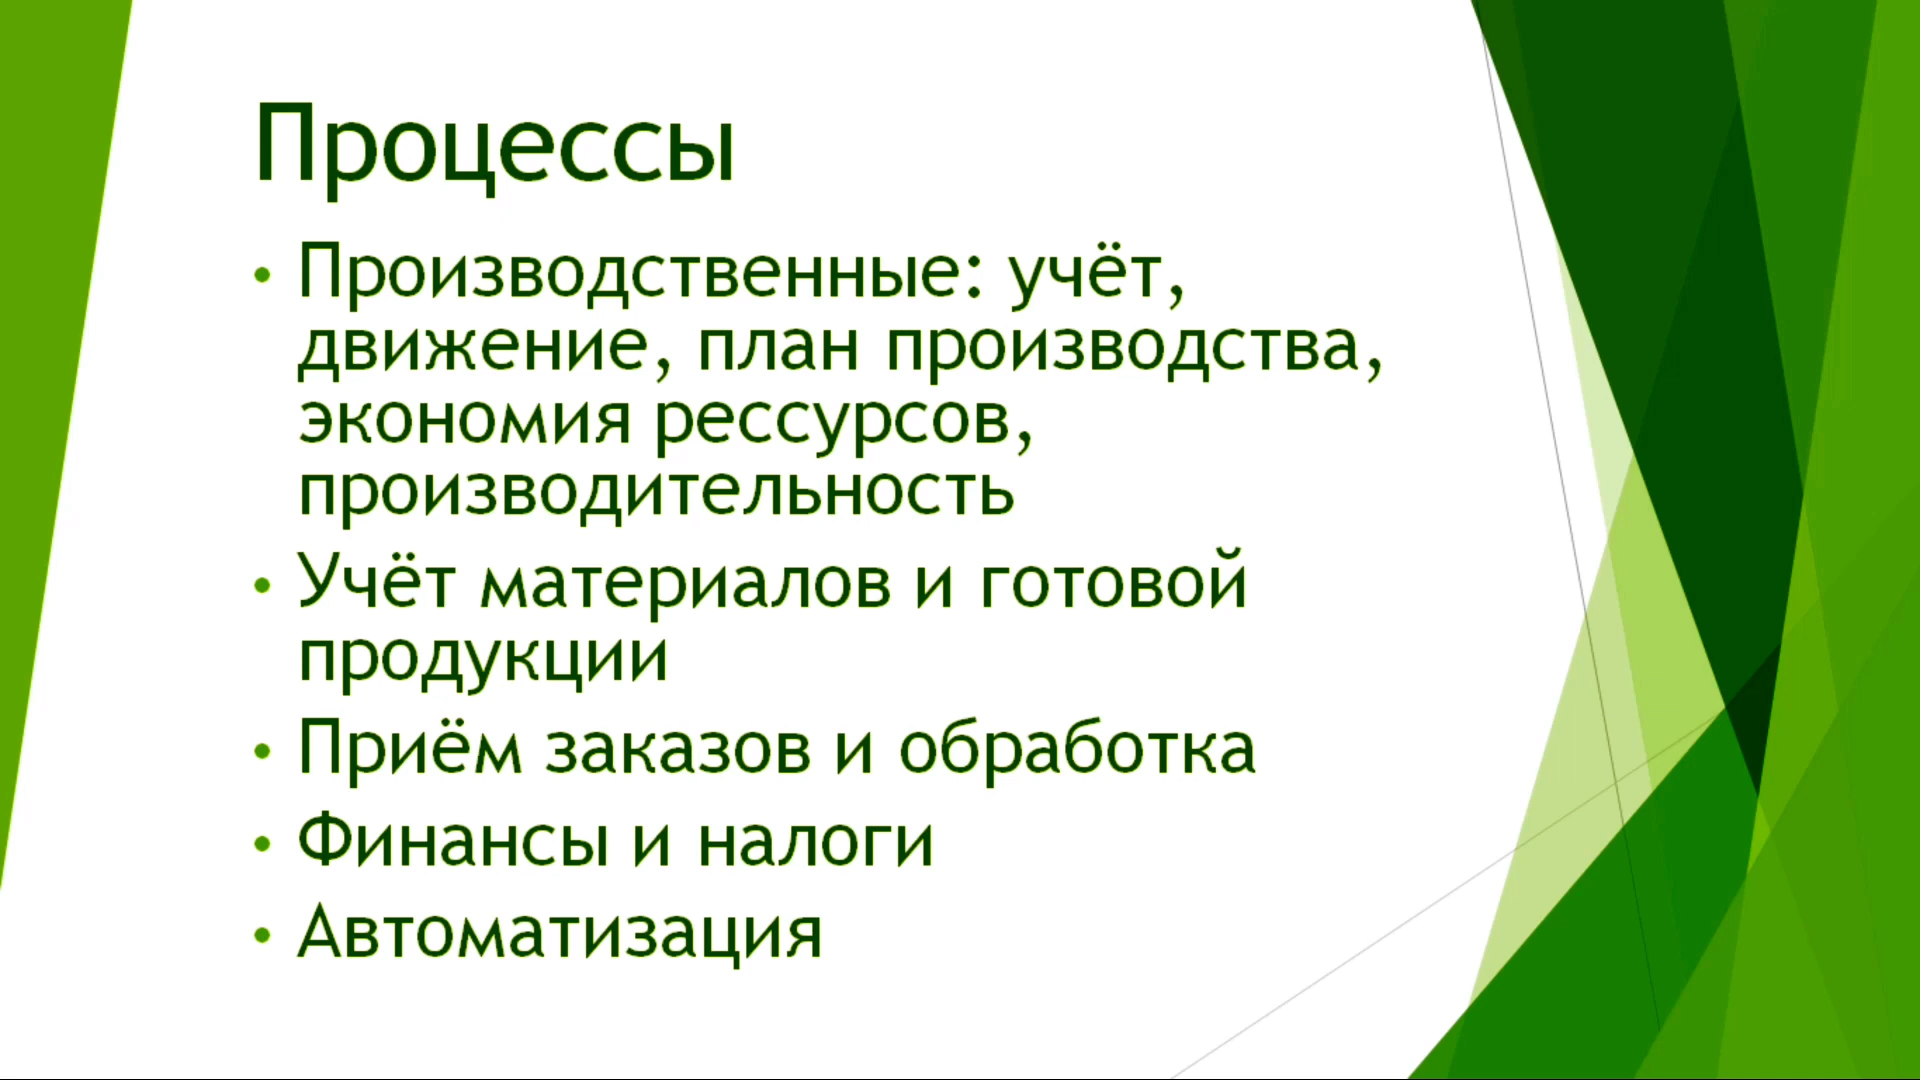 Процессы
• Производственные: учёт,
движение, план производства,
экономия рессурсов,
производительность
• Учёт материалов и готовой
продукции
• Приём заказов и обработка
• Финансы и налоги
• Автоматизация